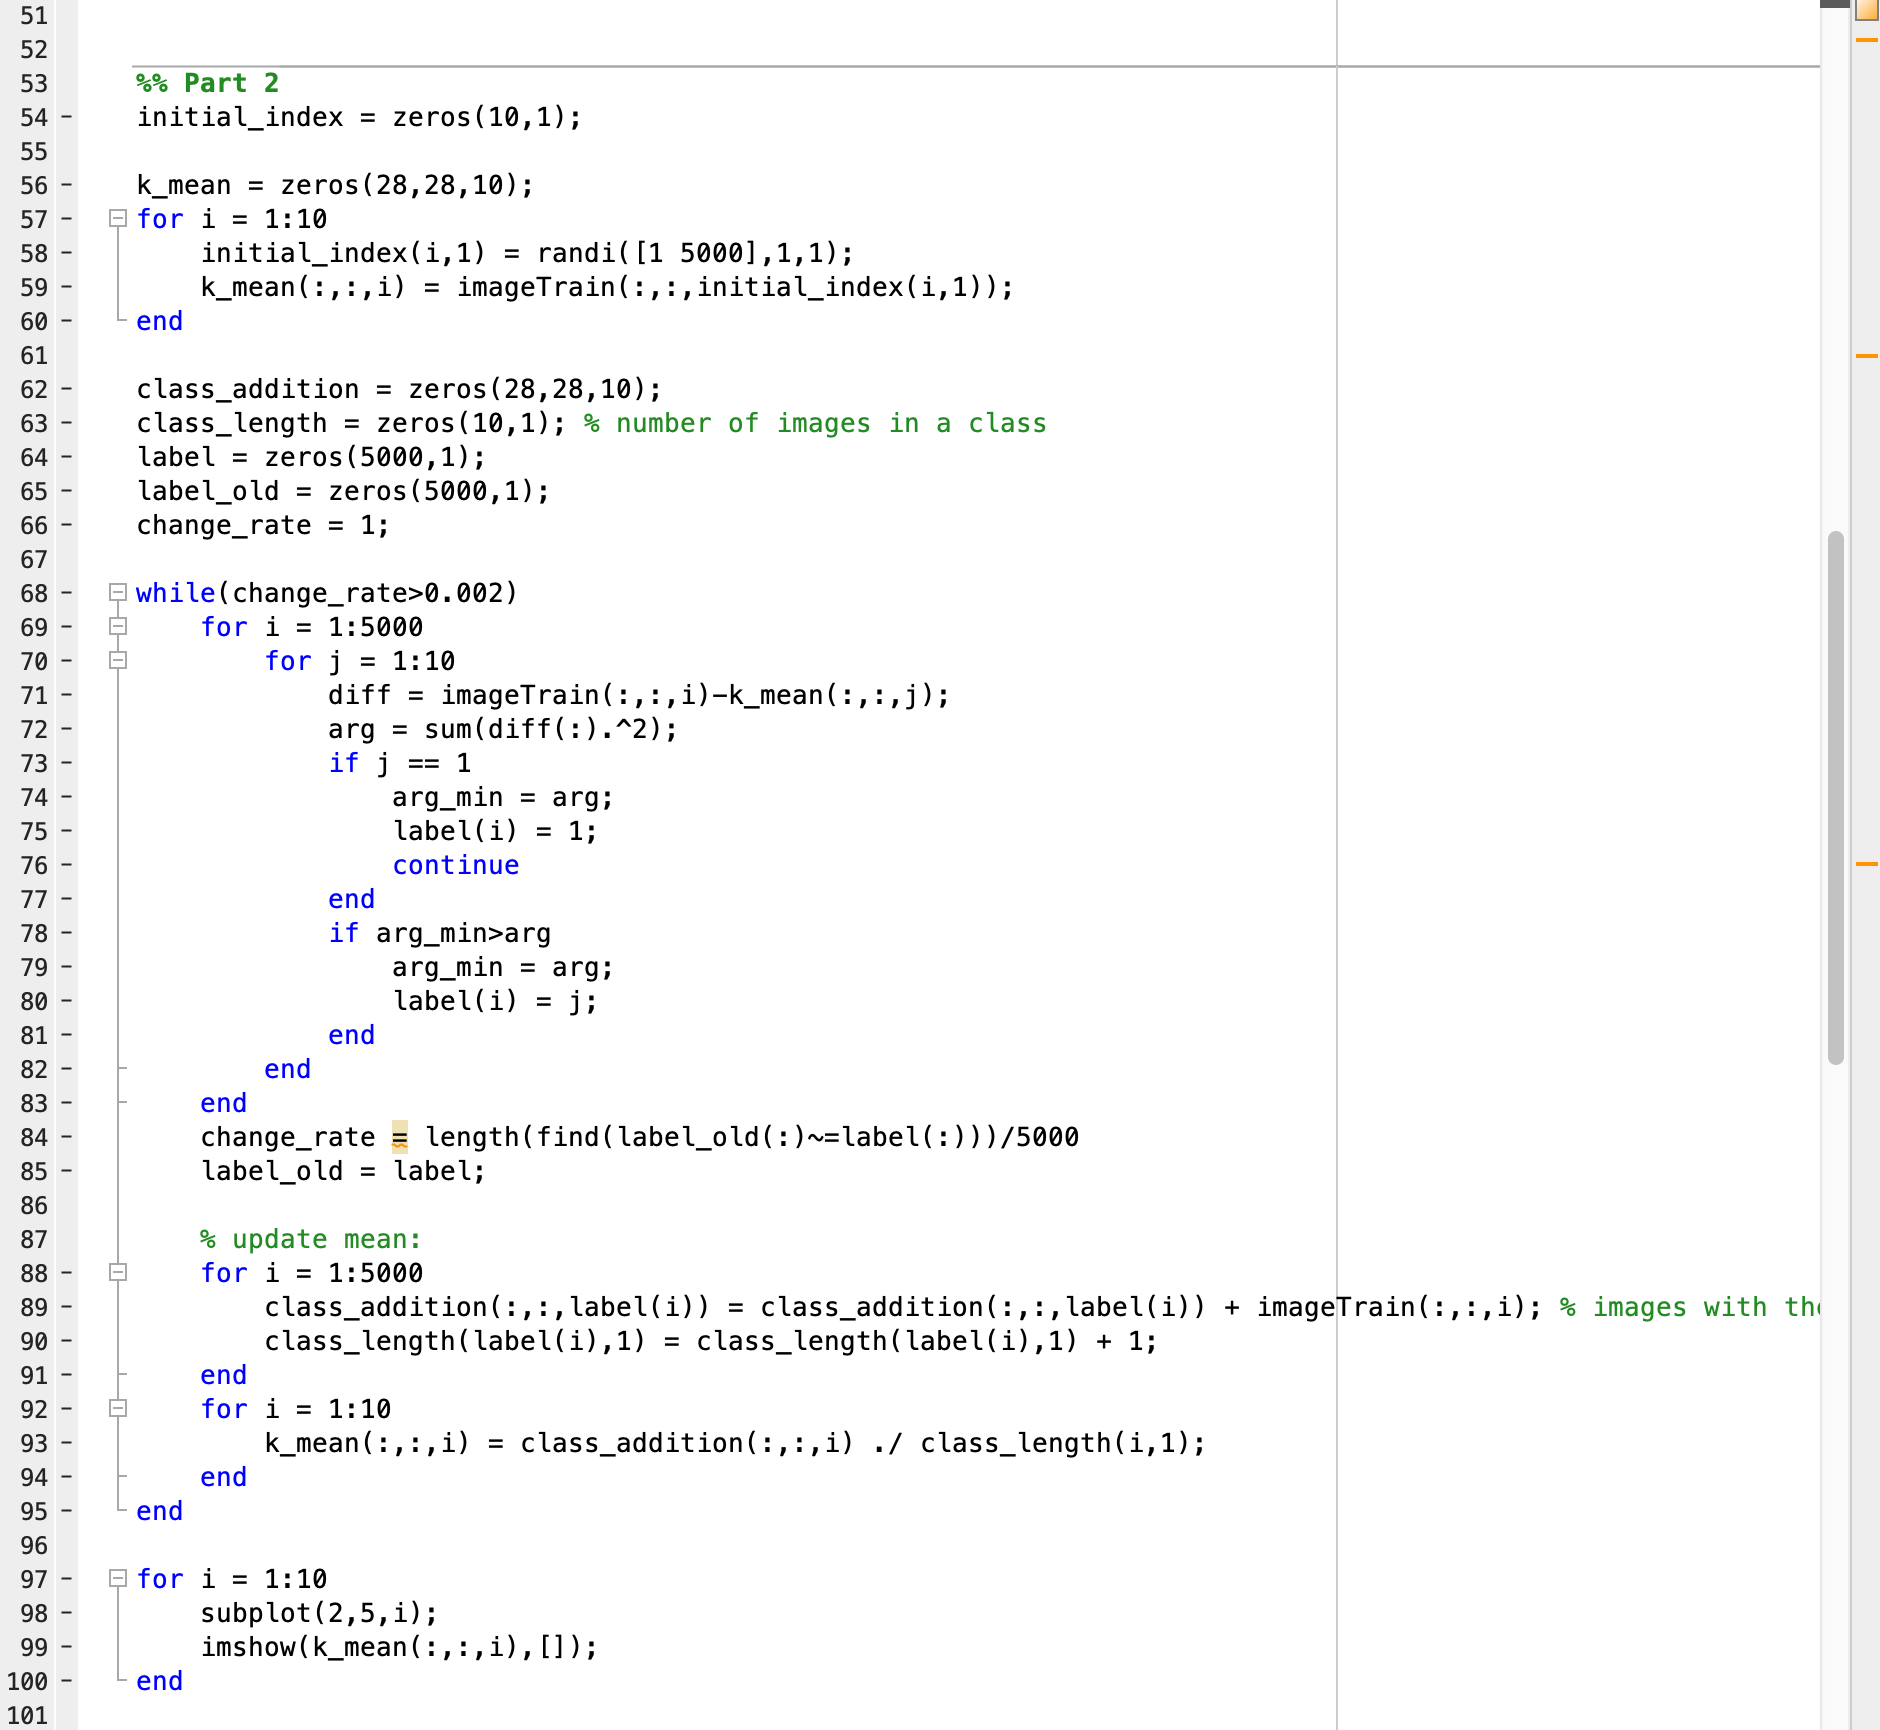 51
52
53 %% Part 2
54 - initial_index = zeros(10,1);
55
56 - k_mean = zeros(28,28,10);
57 - for i = 1:10
58 - initial_index(i,1) = randi([1 5000],1,1);
59 - k_mean(:,:,i) = imageTrain(:,:,initial_index(i,1));
60 - end
61
62 - class_addition = zeros(28,28,10);
63 - class_length = zeros(10,1); % number of images in a class
64 - label = zeros(5000,1);
65 - label_old = zeros(5000,1);
66 - change_rate = 1;
67
68 - while(change_rate>0.002)
69 - for i = 1:5000
70 - for j = 1:10
71 - diff = imageTrain(:,:,i)-k_mean(:,:,j);
72 - arg = sum(diff(:).^2);
73 - if j == 1
74 - arg_min = arg;
75 - label(i) = 1;
76 - continue
77 - end
78 - if arg_min>arg
79 - arg_min = arg;
80 - label(i) = j;
81 - end
82 - end
83 - end
84 - change_rate = length(find(label_old(:)~=label(:)))/5000
85 - label_old = label;
86
87 % update mean:
88 - for i = 1:5000
89 - class_addition(:,:,label(i)) = class_addition(:,:,label(i)) + imageTrain(:,:,i); % images with
90 - class_length(label(i),1) = class_length(label(i),1) + 1;
91 - end
92 - for i = 1:10
93 - k_mean(:,:,i) = class_addition(:,:,i) ./ class_length(i,1);
94 - end
95 - end
96
97 - for i = 1:10
98 - subplot(2,5,i);
99 - imshow(k_mean(:,:,i),[]);
100 - end
101